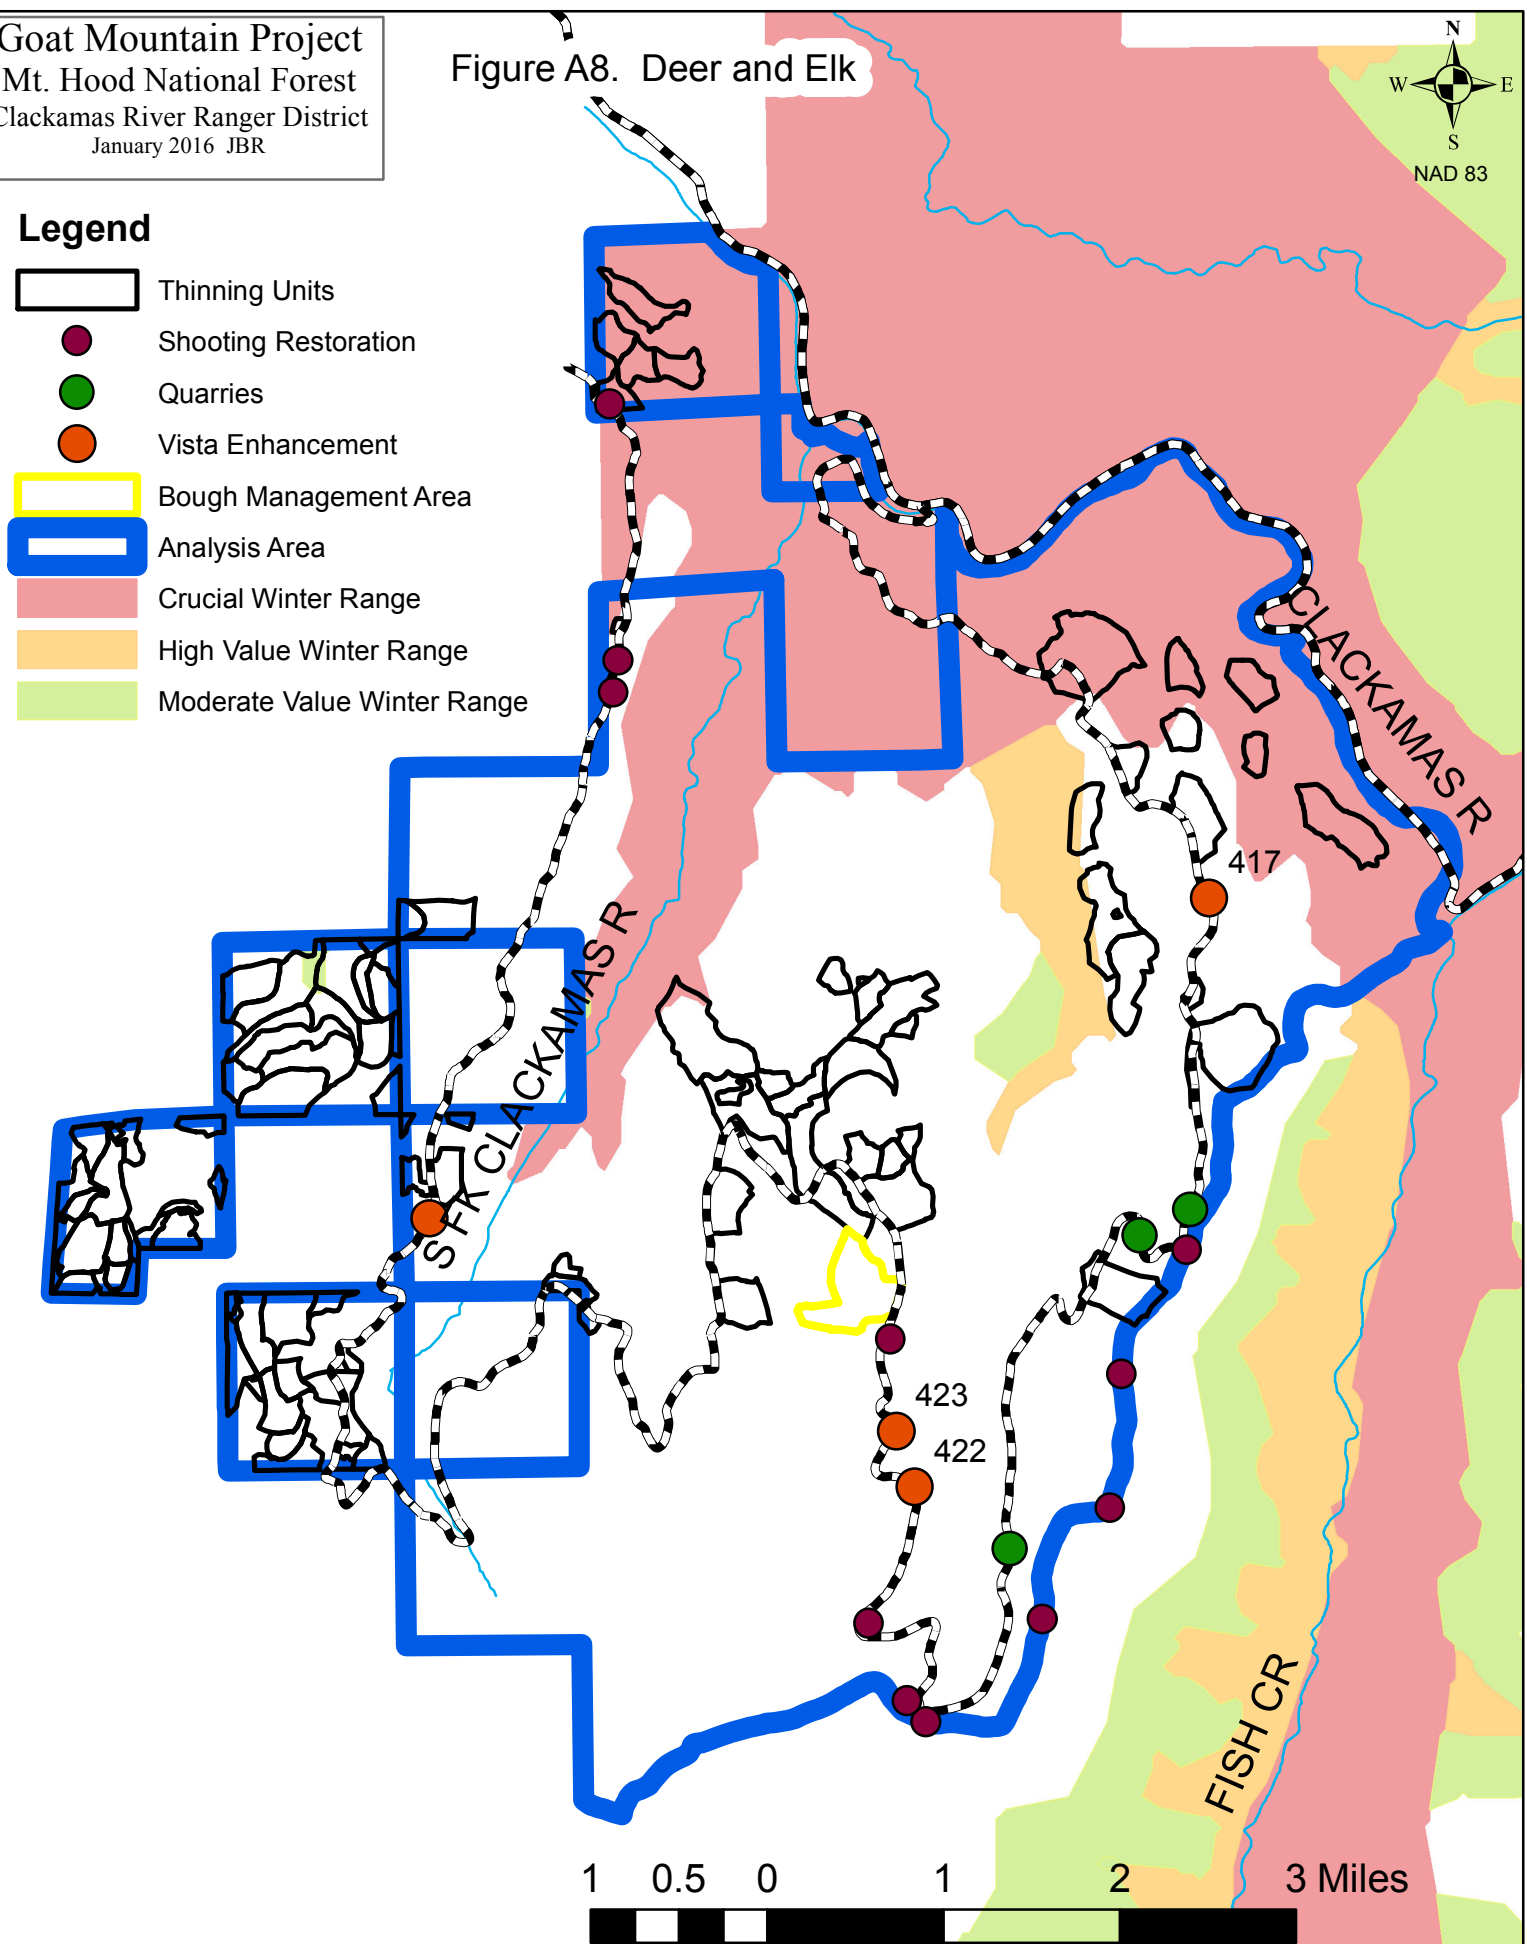 Goat Mountain Project
Mt. Hood National Forest
Clackamas River Ranger District
January 2016 JBR
Figure A8. Deer and Elk
N
W E
S
NAD 83
Legend
Thinning Units
Shooting Restoration
Quarries
Vista Enhancement
Bough Management Area
Analysis Area
Crucial Winter Range
High Value Winter Range
Moderate Value Winter Range
CLACKAMAS R
417
S FK CLACKAMAS R
423
422
FISH CR
1 0.5 0 1 2 3 Miles